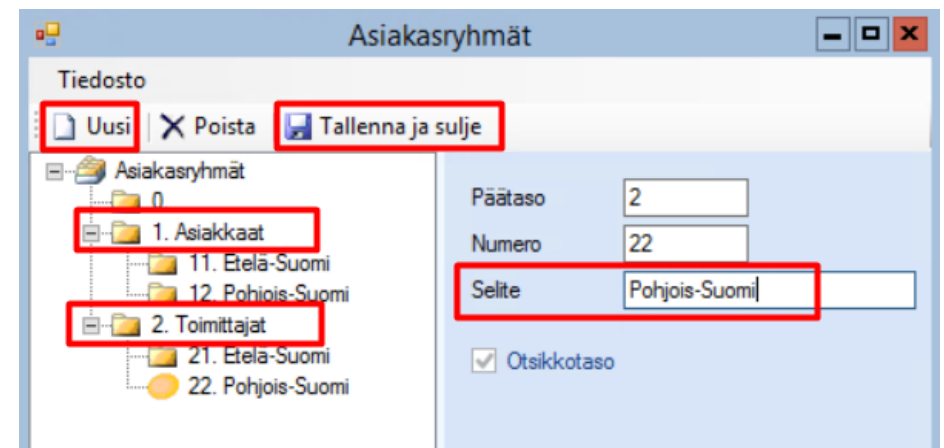 Asiakasryhmät
Tiedosto
Uusi Poista Tallenna ja sulje
Asiakasryhmät
0
1. Asiakkaat
11. Etelä-Suomi
12. Pohjois-Suomi
2. Toimittajat
21. Etelä-Suomi
22. Pohjois-Suomi
Päätaso 2
Numero 22
Selite Pohjois-Suomi
Otsikkotaso